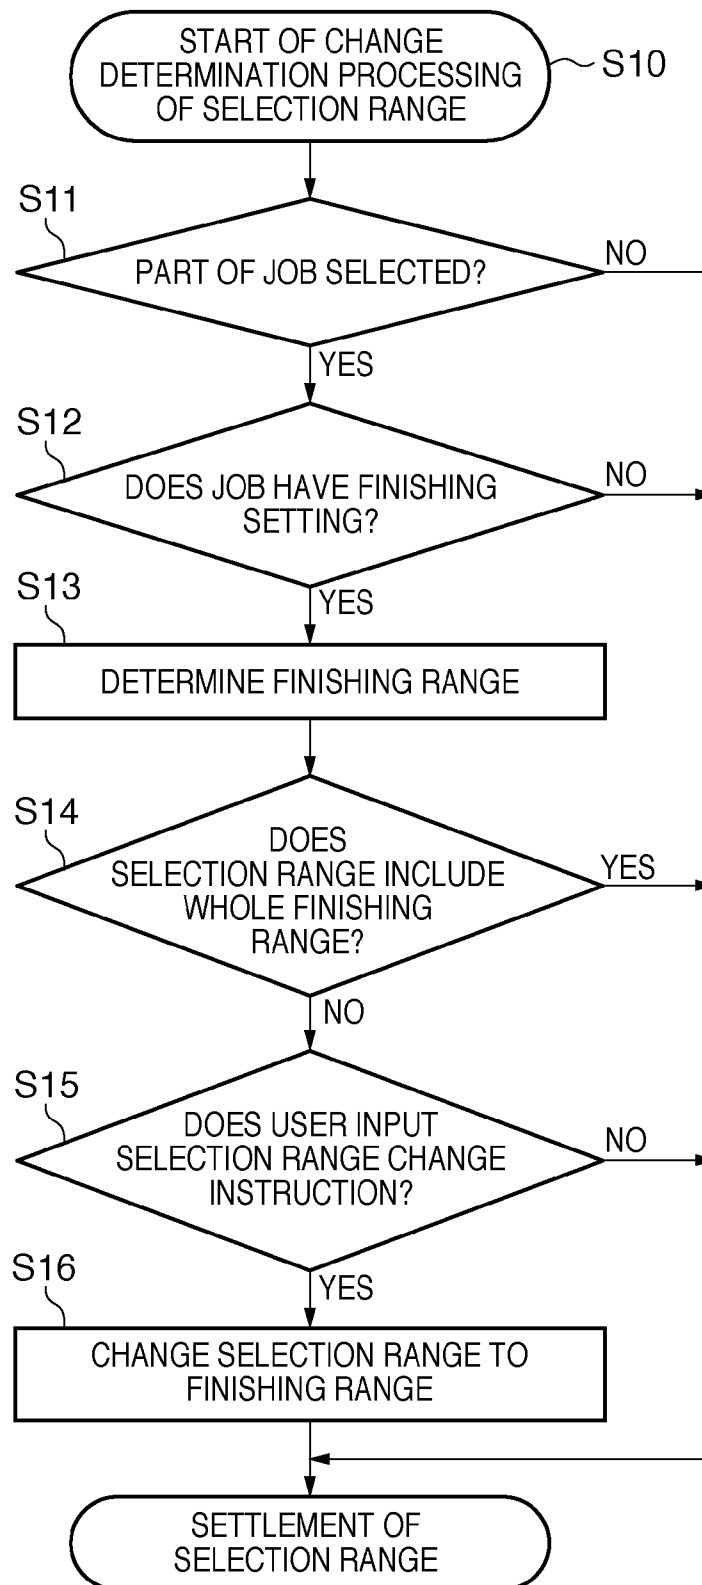 START OF CHANGE
DETERMINATION PROCESSING
OF SELECTION RANGE
S10
S11
PART OF JOB SELECTED?
NO
YES
S12
DOES JOB HAVE FINISHING
SETTING?
NO
YES
S13
DETERMINE FINISHING RANGE
S14
DOES
SELECTION RANGE INCLUDE
WHOLE FINISHING
RANGE?
YES
NO
S15
DOES USER INPUT
SELECTION RANGE CHANGE
INSTRUCTION?
NO
YES
S16
CHANGE SELECTION RANGE TO
FINISHING RANGE
SETTLEMENT OF
SELECTION RANGE